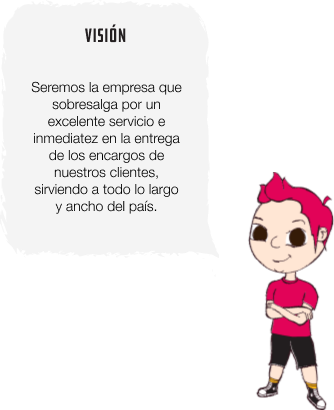 VISIÓN
Seremos la empresa que
sobresalga por un
excelente servicio e
inmediatez en la entrega
de los encargos de
nuestros clientes,
sirviendo a todo lo largo
y ancho del país.